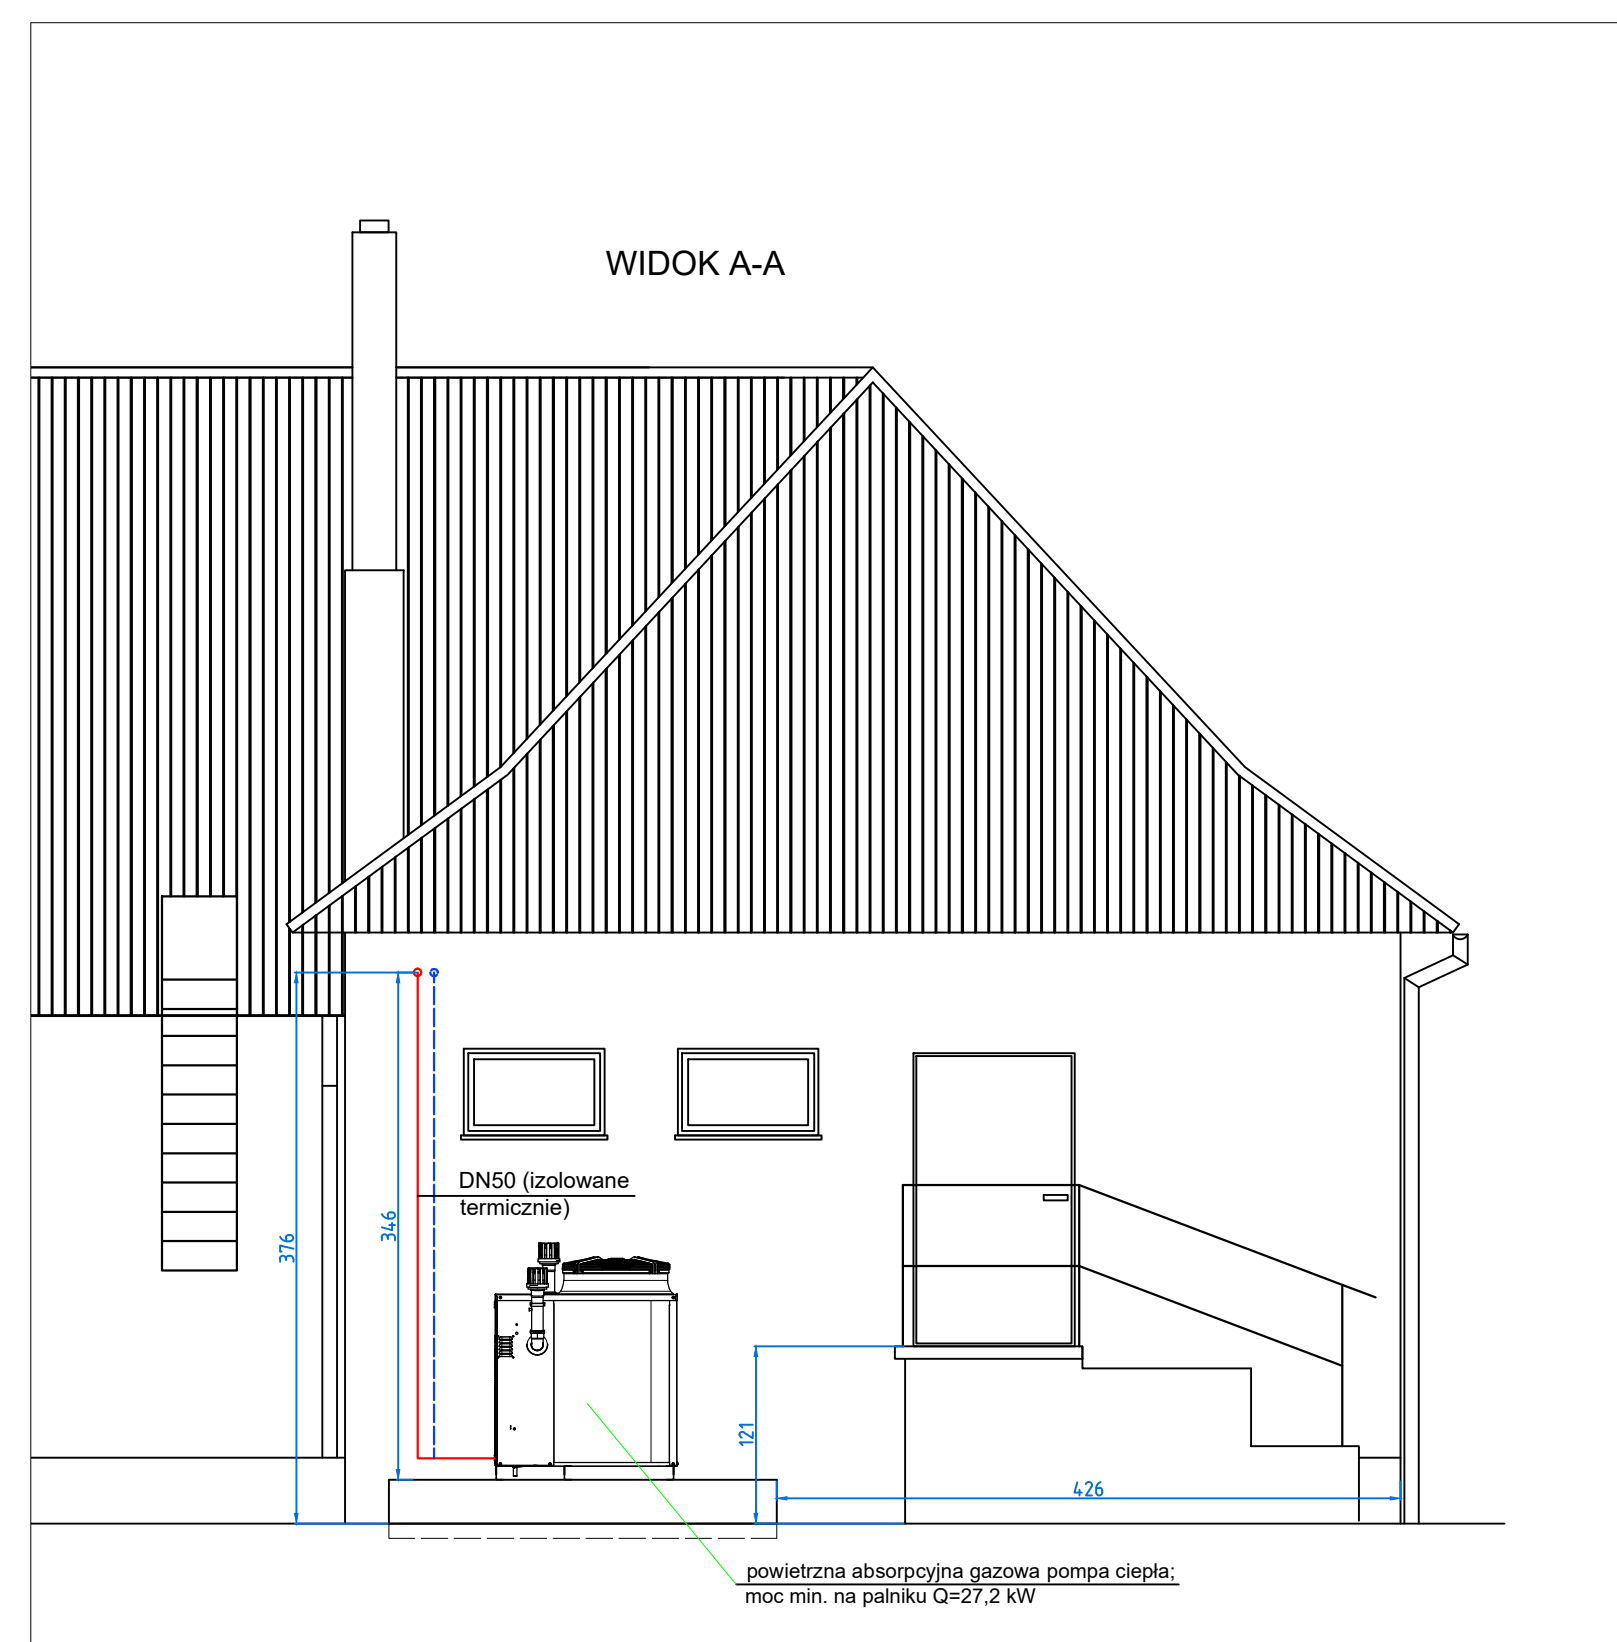 WIDOK A-A
DN50 (izolowane
termicznie)
376
346
121
426
powietrzna absorpcyjna gazowa pompa ciepła;
moc min. na palniku Q=27,2 kW